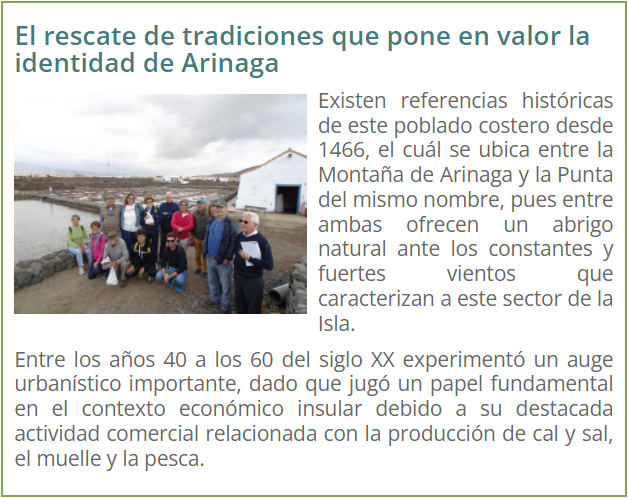 El rescate de tradiciones que pone en valor la
identidad de Arinaga
Existen referencias históricas
de este poblado costero desde
1466, el cuál se ubica entre la
Montaña de Arinaga y la Punta
del mismo nombre, pues entre
ambas ofrecen un abrigo
natural ante los constantes y
fuertes vientos que
caracterizan a este sector de la
Isla.
Entre los años 40 a los 60 del siglo XX experimentó un auge
urbanístico importante, dado que jugó un papel fundamental
en el contexto económico insular debido a su destacada
actividad comercial relacionada con la producción de cal y sal,
el muelle y la pesca.